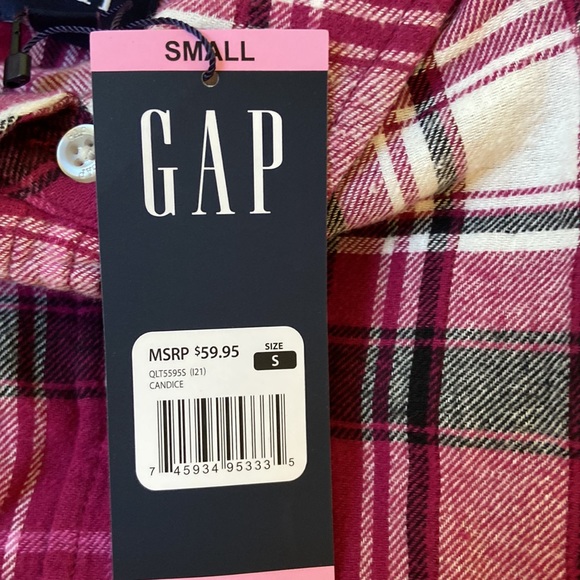 SMALL
GAP
MSRP $59.95
SIZE
S
QLT5595S (I21)
CANDICE
7 45934 95333 5